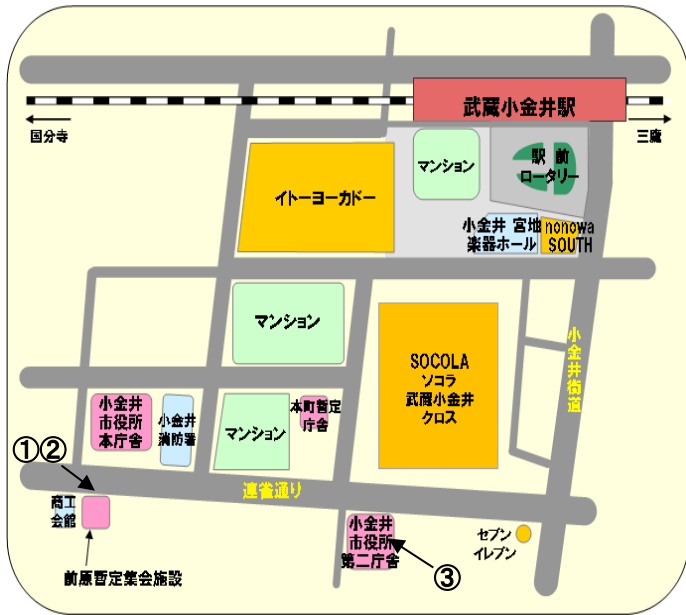 武蔵小金井駅
国分寺
三鷹
マンション
駅 前
ロータリー
イトーヨーカドー
小金井 宮地
楽器ホール
nonowa
SOUTH
マンション
小金井街道
SOCOLA
ソコラ
武蔵小金井
クロス
小金井
市役所
本庁舎
小金井
消防署
マンション
本町暫定
庁舎
①②
連雀通り
商工
会館
小金井
市役所
第二庁舎
セブン
イレブン
③
前原暫定集会施設